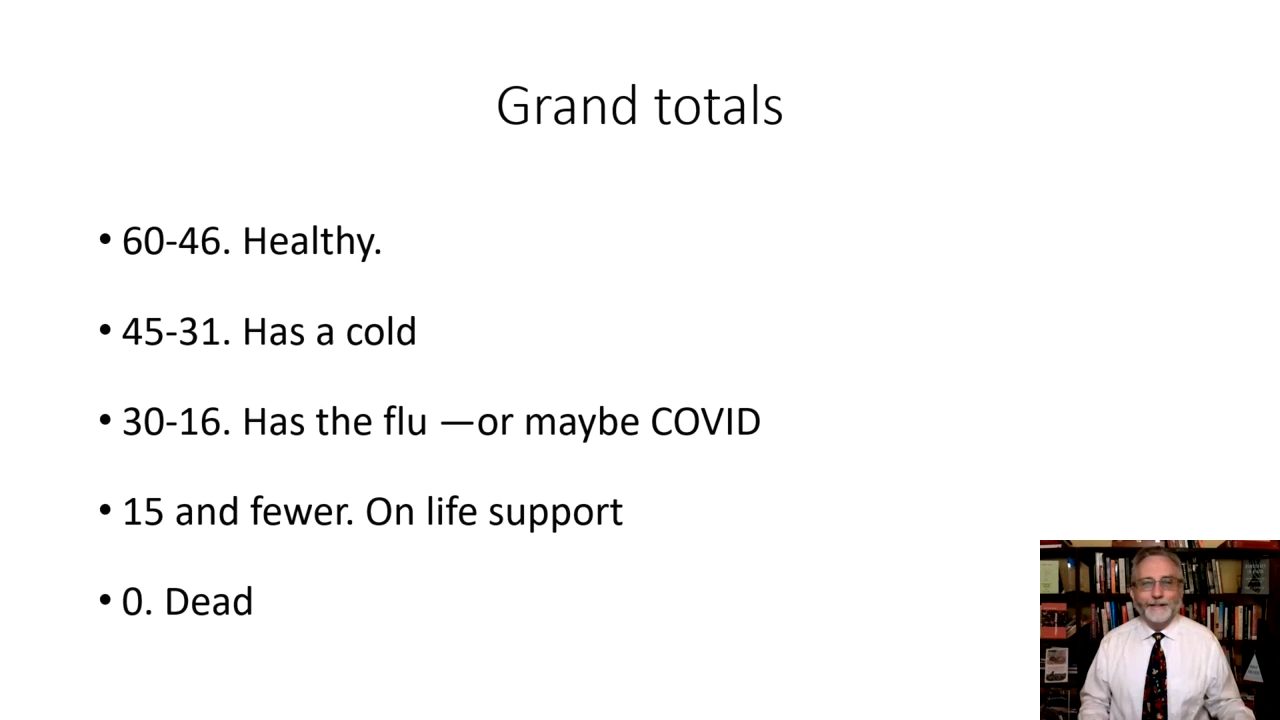 Grand totals
• 60-46. Healthy.
• 45-31. Has a cold
• 30-16. Has the flu —or maybe COVID
• 15 and fewer. On life support
• 0. Dead